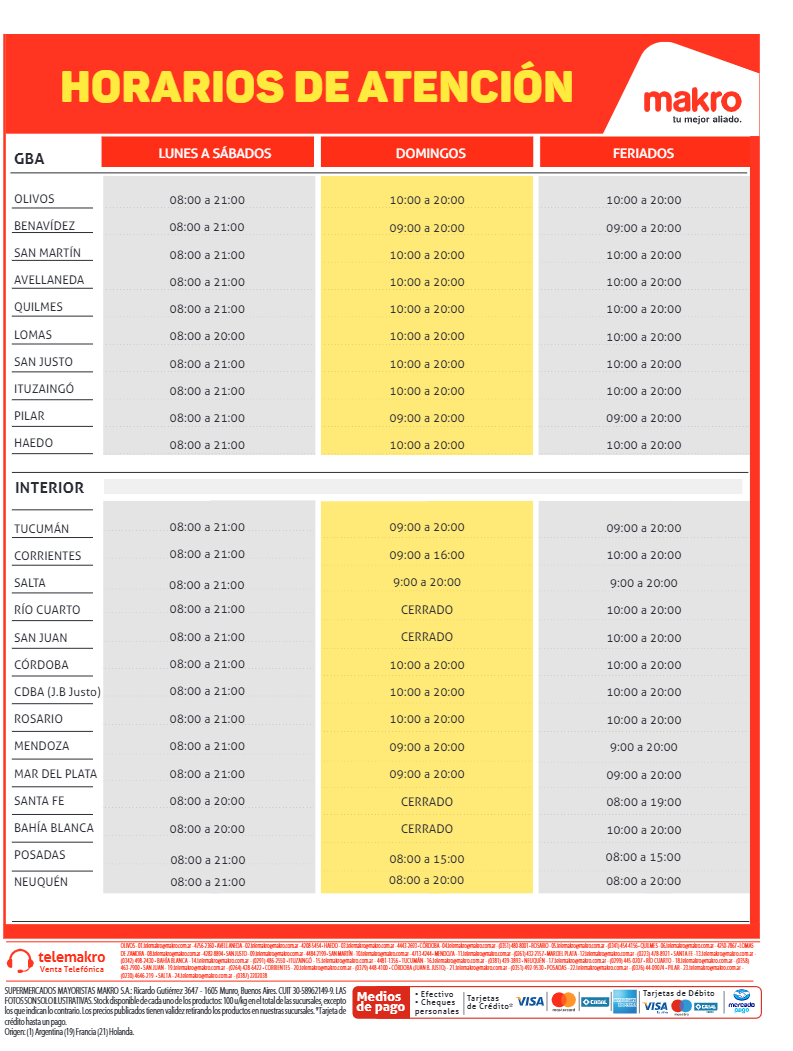 HORARIOS DE ATENCIÓN
makro
tu mejor aliado.
GBA LUNES A SÁBADOS DOMINGOS FERIADOS
OLIVOS 08:00 a 21:00 10:00 a 20:00 10:00 a 20:00
BENAVÍDEZ 08:00 a 21:00 09:00 a 20:00 09:00 a 20:00
SAN MARTÍN 08:00 a 21:00 10:00 a 20:00 10:00 a 20:00
AVELLANEDA 08:00 a 21:00 10:00 a 20:00 10:00 a 20:00
QUILMES 08:00 a 21:00 10:00 a 20:00 10:00 a 20:00
LOMAS 08:00 a 20:00 10:00 a 20:00 10:00 a 20:00
SAN JUSTO 08:00 a 21:00 10:00 a 20:00 10:00 a 20:00
ITUZAINGÓ 08:00 a 21:00 10:00 a 20:00 10:00 a 20:00
PILAR 08:00 a 21:00 09:00 a 20:00 09:00 a 20:00
HAEDO 08:00 a 21:00 10:00 a 20:00 10:00 a 20:00
INTERIOR
TUCUMÁN 08:00 a 21:00 09:00 a 20:00 09:00 a 20:00
CORRIENTES 08:00 a 21:00 09:00 a 16:00 10:00 a 20:00
SALTA 08:00 a 21:00 9:00 a 20:00 9:00 a 20:00
RÍO CUARTO 08:00 a 21:00 CERRADO 10:00 a 20:00
SAN JUAN 08:00 a 21:00 CERRADO 10:00 a 20:00
CÓRDOBA 08:00 a 21:00 10:00 a 20:00 10:00 a 20:00
CDBA (J.B Justo) 08:00 a 21:00 10:00 a 20:00 10:00 a 20:00
ROSARIO 08:00 a 21:00 10:00 a 20:00 10:00 a 20:00
MENDOZA 08:00 a 21:00 09:00 a 20:00 9:00 a 20:00
MAR DEL PLATA 08:00 a 21:00 09:00 a 20:00 09:00 a 20:00
SANTA FE 08:00 a 20:00 CERRADO 08:00 a 19:00
BAHÍA BLANCA 08:00 a 20:00 CERRADO 10:00 a 20:00
POSADAS 08:00 a 21:00 08:00 a 15:00 08:00 a 15:00
NEUQUÉN 08:00 a 21:00 08:00 a 20:00 08:00 a 20:00
telemakro
Venta Telefónica
SUPERMERCADOS MAYORISTAS MAKRO S.A.: Ricardo Gutiérrez 3647 - 1605 Munro, Buenos Aires. CUIT 30-58962149-9. LAS
FOTOS SON SOLO ILUSTRATIVAS. Stock disponible de cada uno de los productos: 100 u/kg en el total de las sucursales, excepto
los que indican lo contrario. Los precios publicados tienen validez retirando los productos en nuestras sucursales. *Tarjeta de
crédito hasta un pago.
Origen: (1) Argentina (19) Francia (21) Holanda.
Medios de pago
• Efectivo
• Cheques personales
Tarjetas de Crédito*
VISA
mastercard
CABAL
AMERICAN EXPRESS
Tarjetas de Débito
VISA
maestro
CABAL
mercado pago